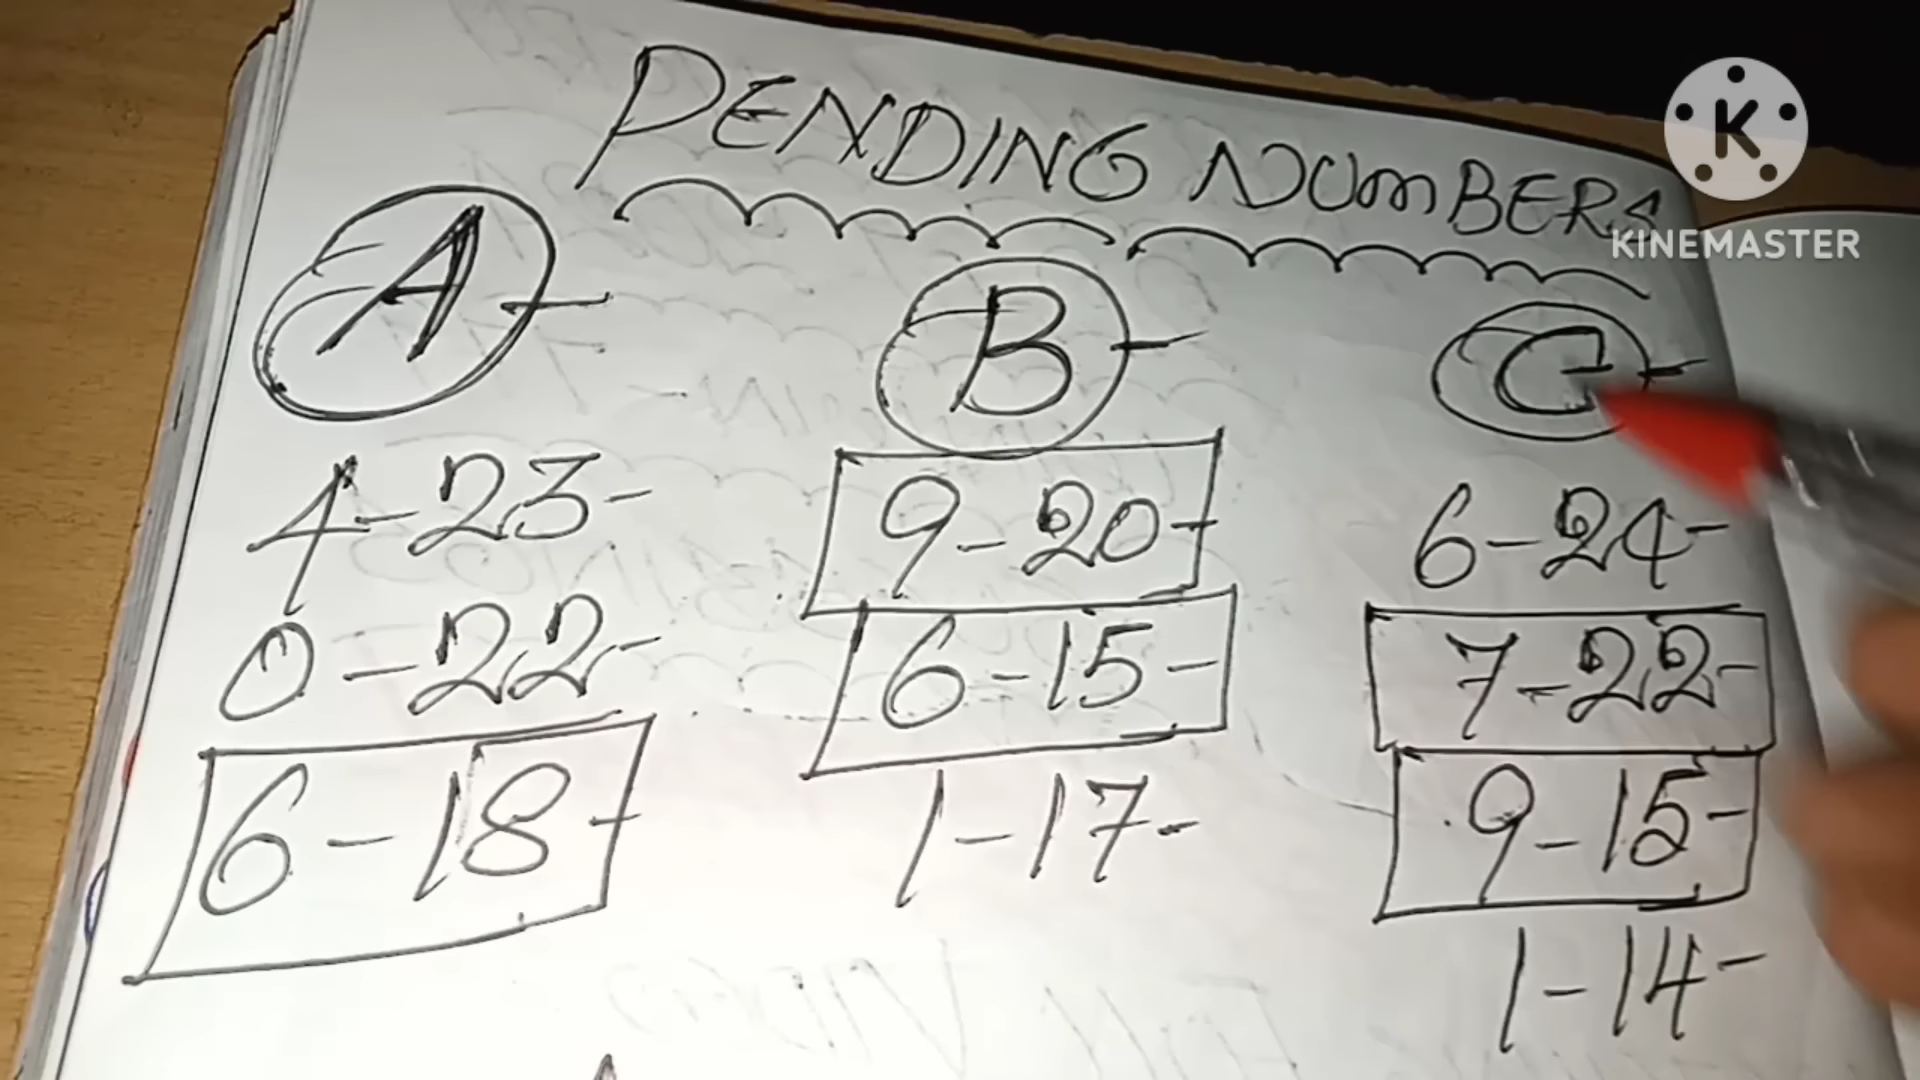 PENDING NUMBERS
K
KINEMASTER
A - B - C -
4-23- 9-20- 6-24-
0-22- 6-15- 7-22-
6-18- 1-17- 9-15-
1-14-